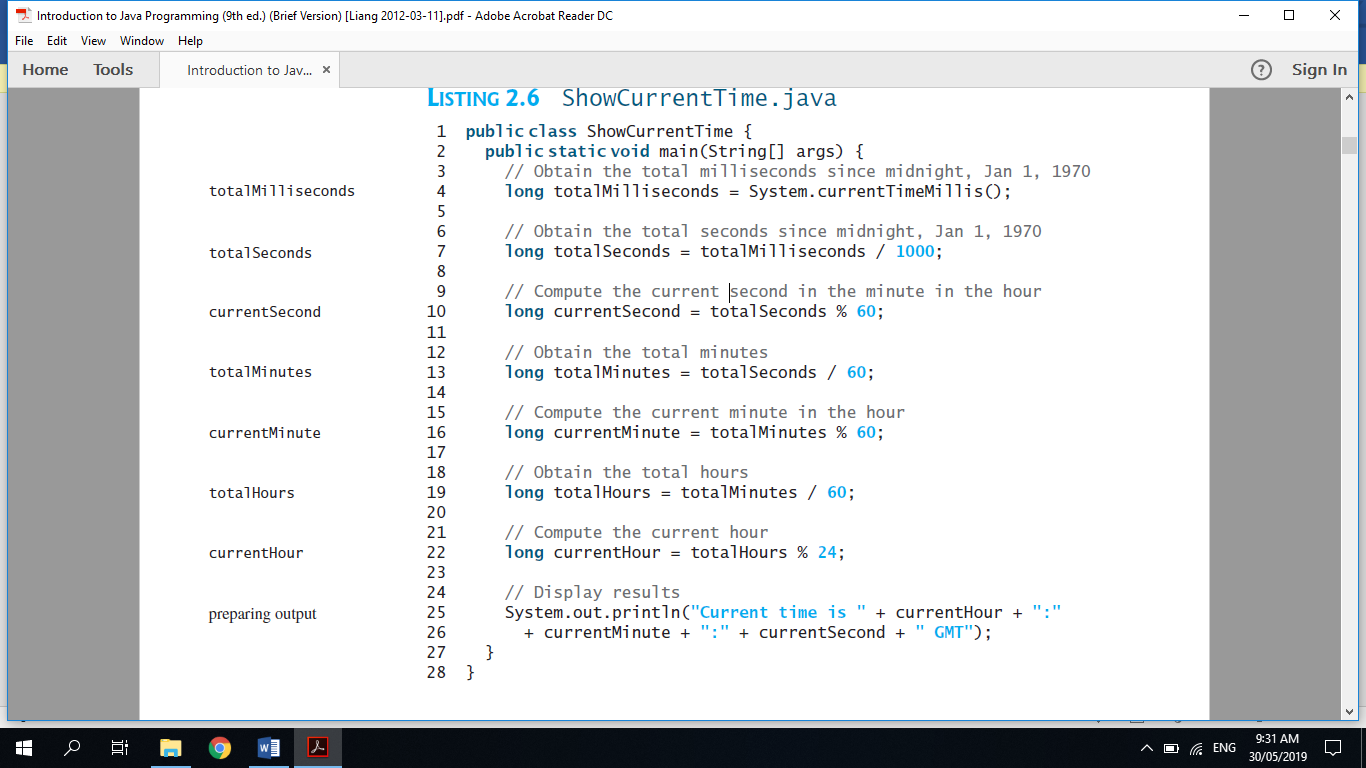 Introduction to Java Programming (9th ed.) (Brief Version) [Liang 2012-03-11].pdf - Adobe Acrobat Reader DC
File Edit View Window Help
Home Tools Introduction to Jav... × ? Sign In
LISTING 2.6 ShowCurrentTime.java
1 public class ShowCurrentTime {
2 public static void main(String[] args) {
3 // Obtain the total milliseconds since midnight, Jan 1, 1970
totalMilliseconds 4 long totalMilliseconds = System.currentTimeMillis();
5
6 // Obtain the total seconds since midnight, Jan 1, 1970
totalSeconds 7 long totalSeconds = totalMilliseconds / 1000;
8
9 // Compute the current second in the minute in the hour
currentSecond 10 long currentSecond = totalSeconds % 60;
11
12 // Obtain the total minutes
totalMinutes 13 long totalMinutes = totalSeconds / 60;
14
15 // Compute the current minute in the hour
currentMinute 16 long currentMinute = totalMinutes % 60;
17
18 // Obtain the total hours
totalHours 19 long totalHours = totalMinutes / 60;
20
21 // Compute the current hour
currentHour 22 long currentHour = totalHours % 24;
23
24 // Display results
preparing output 25 System.out.println("Current time is " + currentHour + ":"
26 + currentMinute + ":" + currentSecond + " GMT");
27 }
28 }
ENG
9:31 AM
30/05/2019